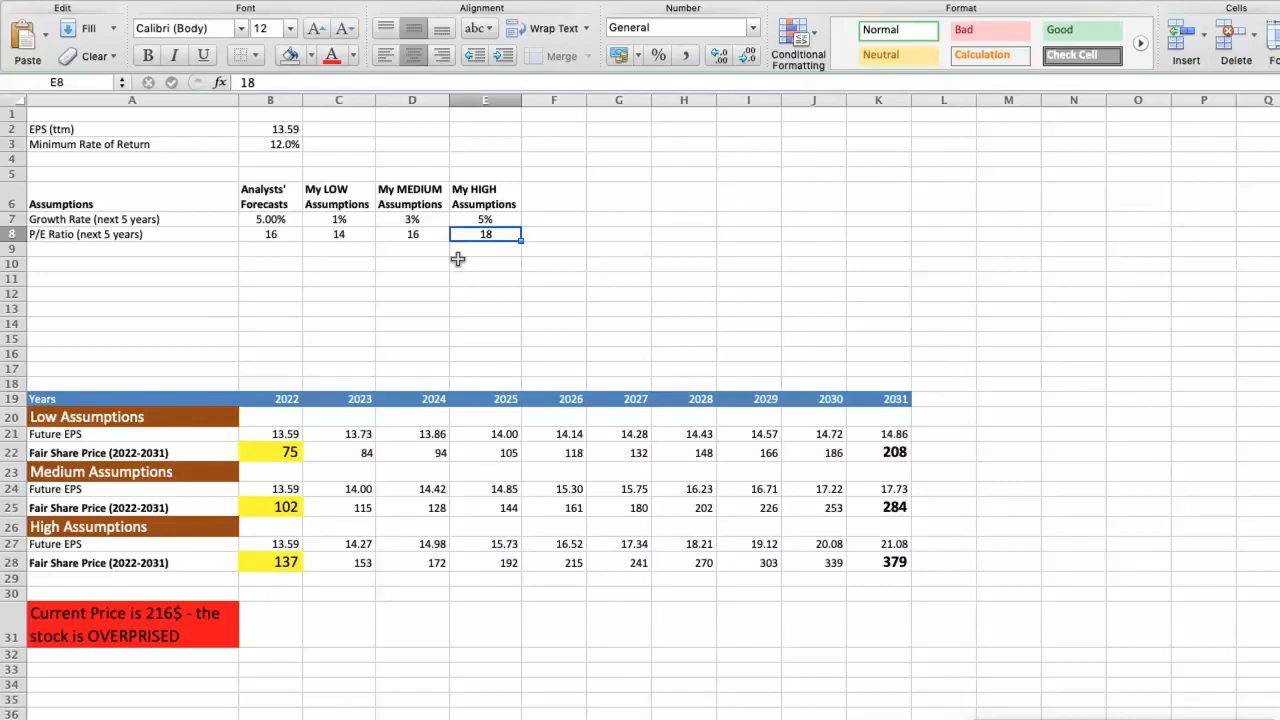 Edit Font Alignment Number Format Cells
Fill Calibri (Body) 12 A A abc Wrap Text General Normal Bad Good
Paste Clear B I U A Merge % , Conditional Formatting Neutral Calculation Check Cell Insert Delete
E8 fx 18
A B C D E F G H I J K L M N O P Q
1
2 EPS (ttm) 13.59
3 Minimum Rate of Return 12.0%
4
5
6 Assumptions Analysts' Forecasts My LOW Assumptions My MEDIUM Assumptions My HIGH Assumptions
7 Growth Rate (next 5 years) 5.00% 1% 3% 5%
8 P/E Ratio (next 5 years) 16 14 16 18
9
10
11
12
13
14
15
16
17
18
19 Years 2022 2023 2024 2025 2026 2027 2028 2029 2030 2031
20 Low Assumptions
21 Future EPS 13.59 13.73 13.86 14.00 14.14 14.28 14.43 14.57 14.72 14.86
22 Fair Share Price (2022-2031) 75 84 94 105 118 132 148 166 186 208
23 Medium Assumptions
24 Future EPS 13.59 14.00 14.42 14.85 15.30 15.75 16.23 16.71 17.22 17.73
25 Fair Share Price (2022-2031) 102 115 128 144 161 180 202 226 253 284
26 High Assumptions
27 Future EPS 13.59 14.27 14.98 15.73 16.52 17.34 18.21 19.12 20.08 21.08
28 Fair Share Price (2022-2031) 137 153 172 192 215 241 270 303 339 379
29
30
Current Price is 216$ - the
31 stock is OVERPRISED
32
33
34
35
36